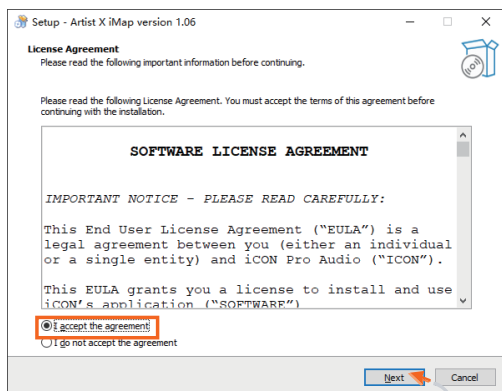 Setup - Artist X iMap version 1.06
License Agreement
Please read the following important information before continuing.
Please read the following License Agreement. You must accept the terms of this agreement before
continuing with the installation.
SOFTWARE LICENSE AGREEMENT
IMPORTANT NOTICE - PLEASE READ CAREFULLY:
This End User License Agreement (“EULA”) is a
legal agreement between you (either an individual
or a single entity) and iCON Pro Audio (“ICON”).
This EULA grants you a license to install and use
iCON’s application (“SOFTWARE”)
I accept the agreement
I do not accept the agreement
Next
Cancel